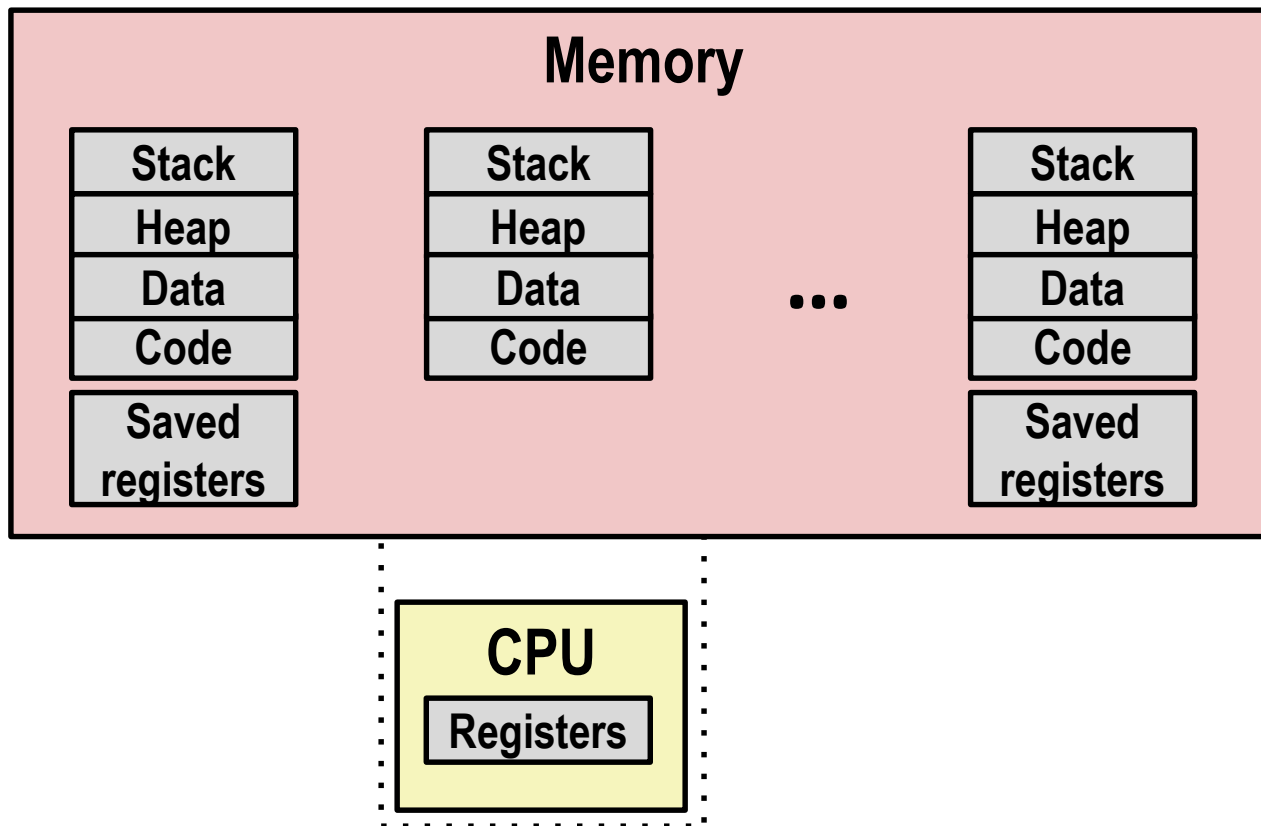 Memory
Stack
Heap
Data
Code
Saved
registers
Stack
Heap
Data
Code
...
Stack
Heap
Data
Code
Saved
registers
CPU
Registers